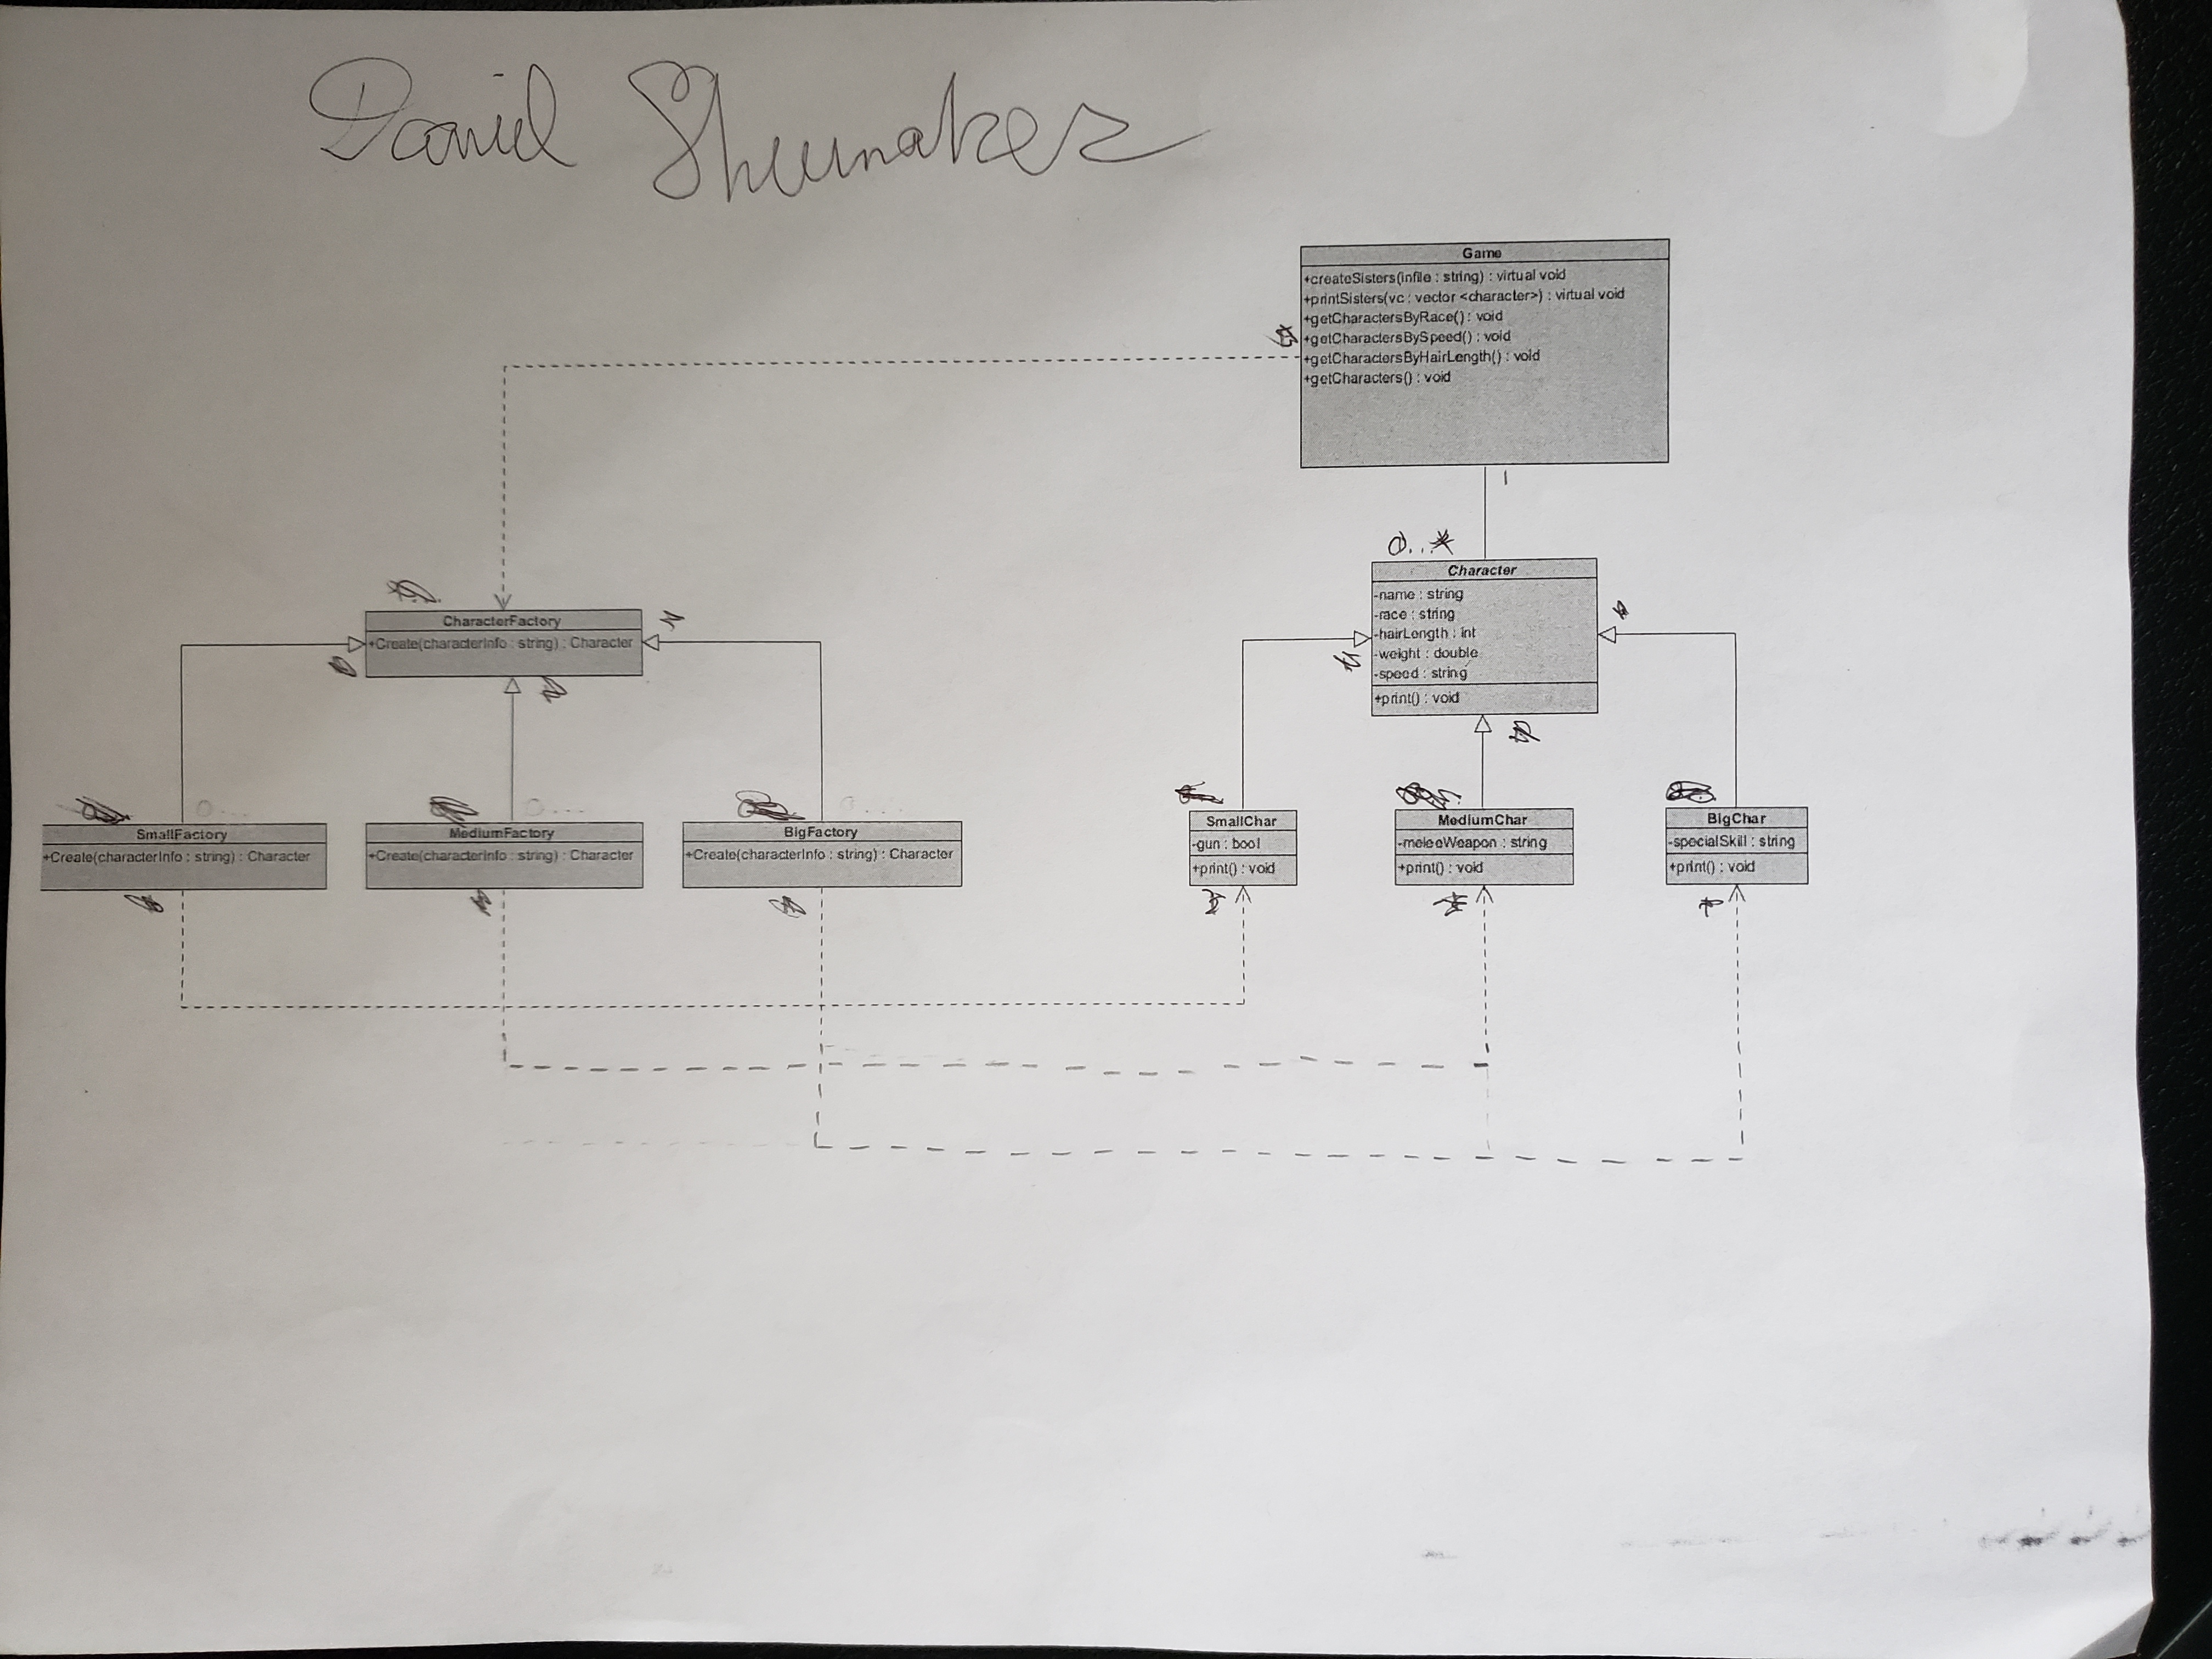 Daniel Shumaker
Game
+createSisters(infile : string) : virtual void
+printSisters(vc : vector <character>) : virtual void
+getCharactersByRace() : void
+getCharactersBySpeed() : void
+getCharactersByHairLength() : void
+getCharacters() : void
1
0..*
Character
-name : string
-race : string
-hairLength : int
-weight : double
-speed : string
+print() : void
CharacterFactory
+Create(characterInfo : string) : Character
SmallFactory
+Create(characterInfo : string) : Character
MediumFactory
+Create(characterInfo : string) : Character
BigFactory
+Create(characterInfo : string) : Character
SmallChar
-gun : bool
+print() : void
MediumChar
-meleeWeapon : string
+print() : void
BigChar
-specialSkill : string
+print() : void